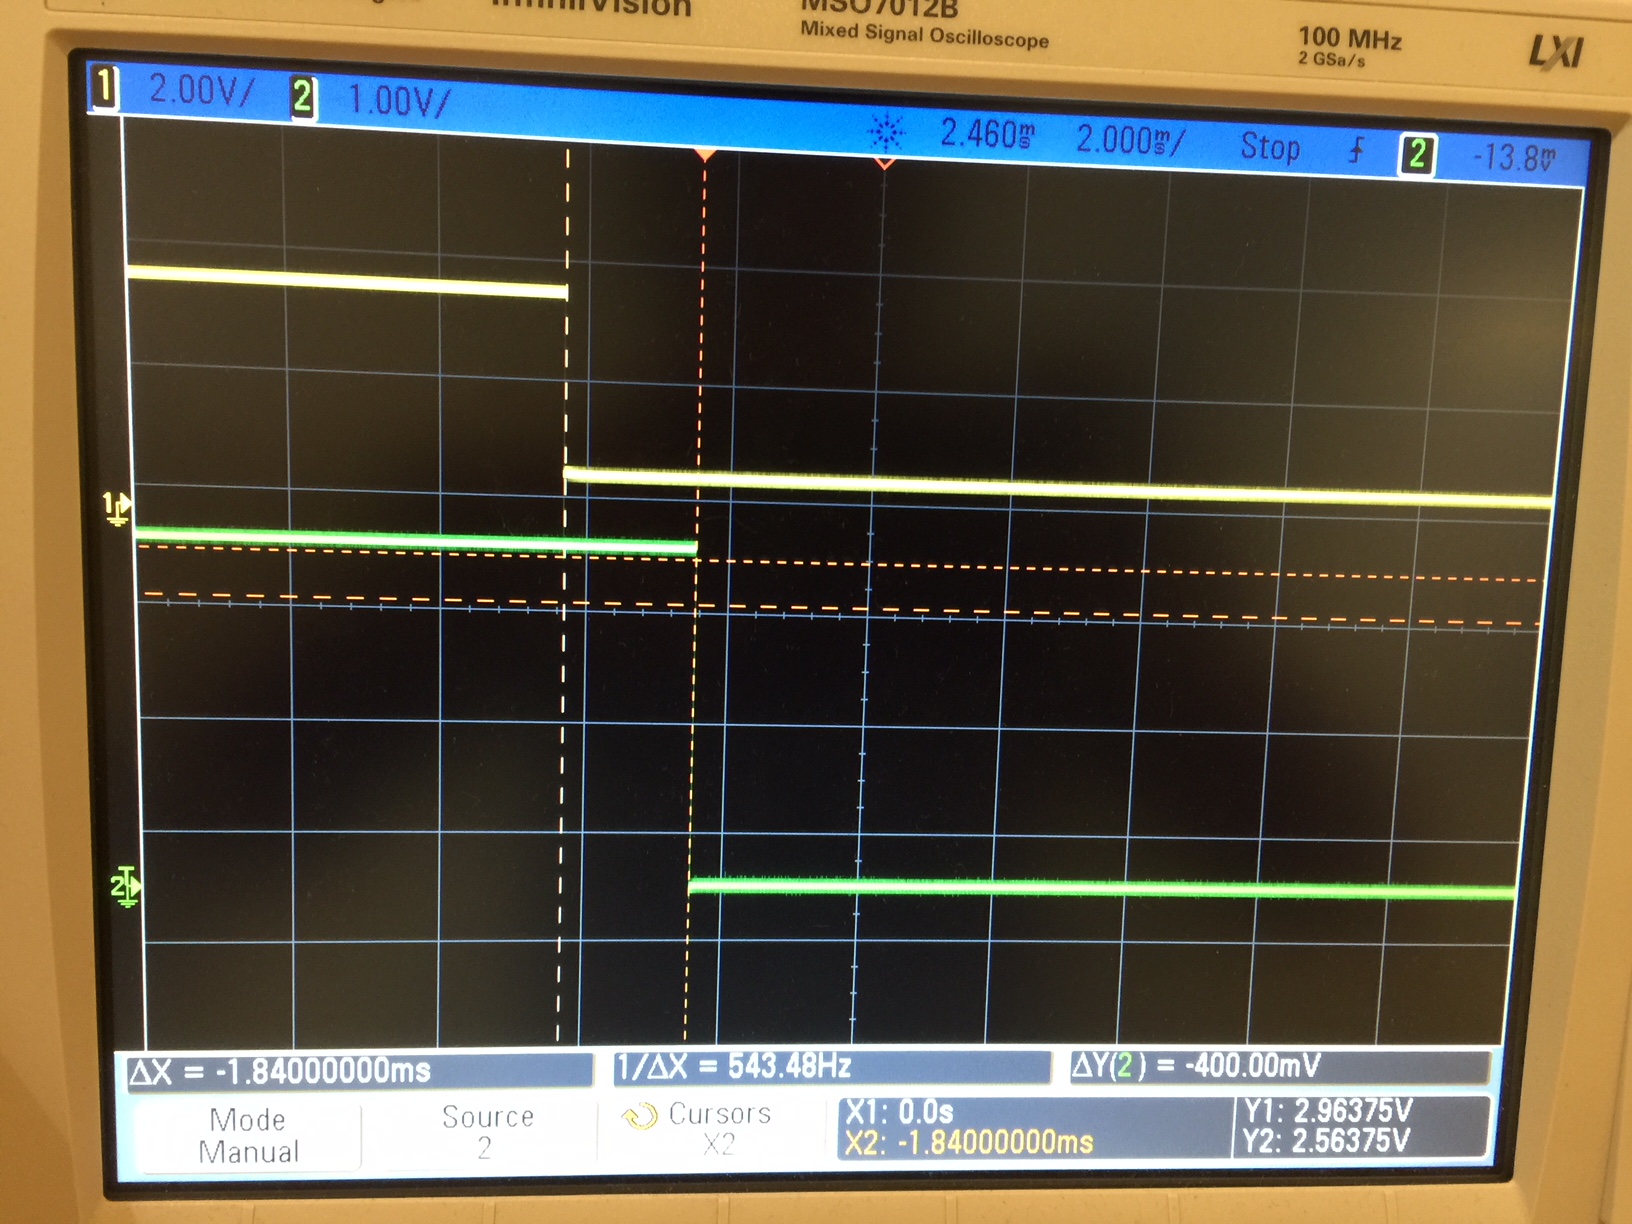 InfiniiVision
MSO7012B
Mixed Signal Oscilloscope
100 MHz
2 GSa/s
LXI
1 2.00V/ 2 1.00V/ 2.460ms 2.000ms/ Stop 2 -13.8mV
1
2
ΔX = -1.84000000ms 1/ΔX = 543.48Hz ΔY(2) = -400.00mV
Mode
Manual
Source
2
Cursors
X2
X1: 0.0s
X2: -1.84000000ms
Y1: 2.96375V
Y2: 2.56375V